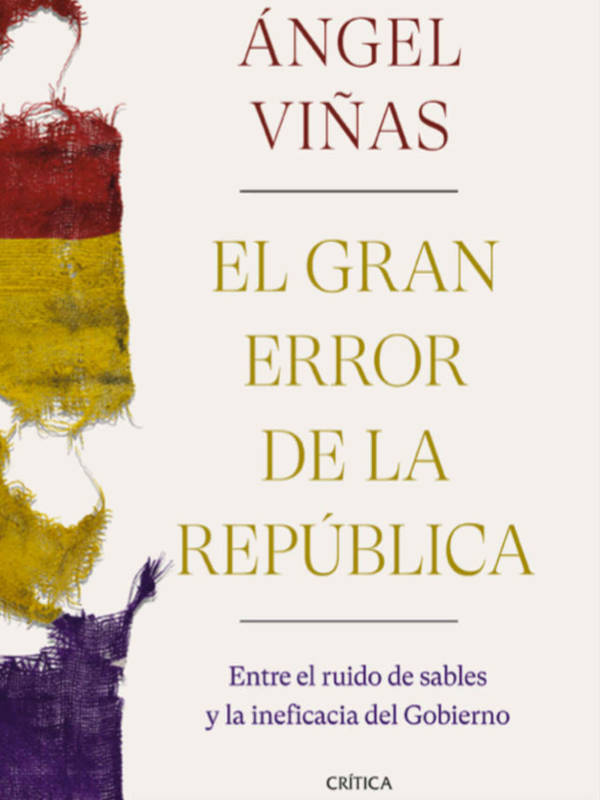 ÁNGEL
VIÑAS
EL GRAN
ERROR
DE LA
REPÚBLICA
Entre el ruido de sables
y la ineficacia del Gobierno
CRÍTICA